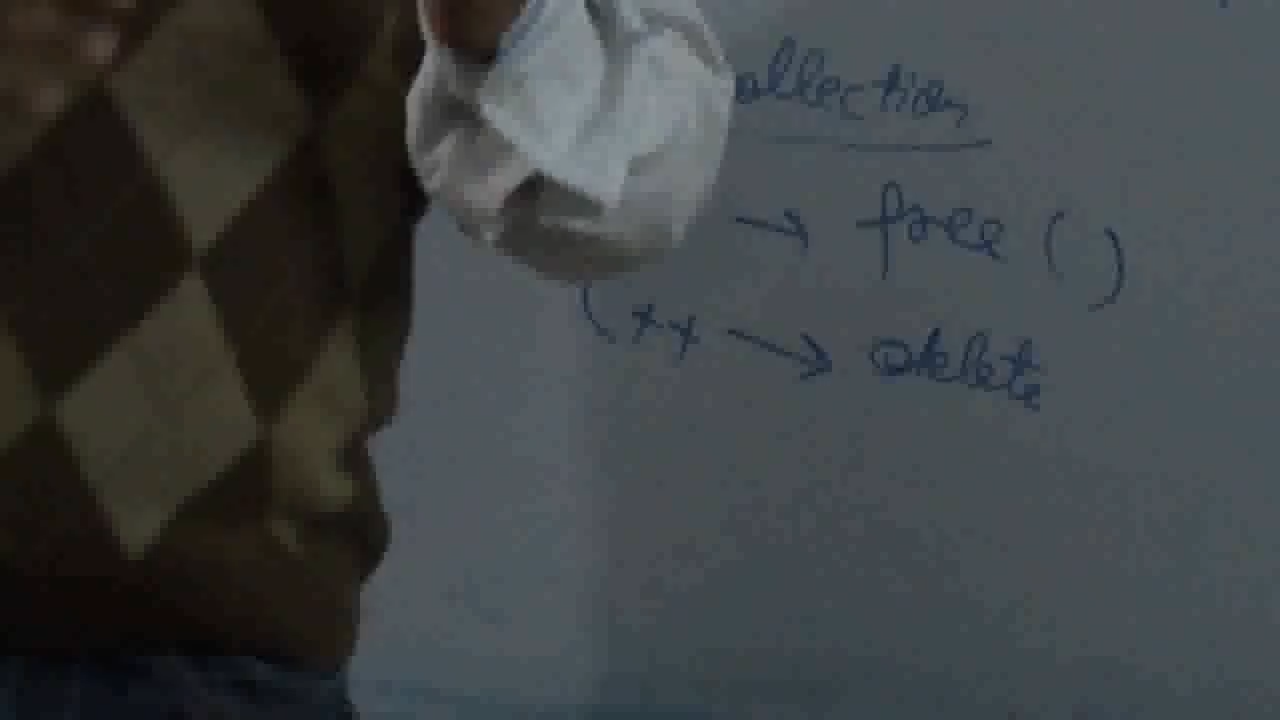 ollection
→ free ()
C++ → delete